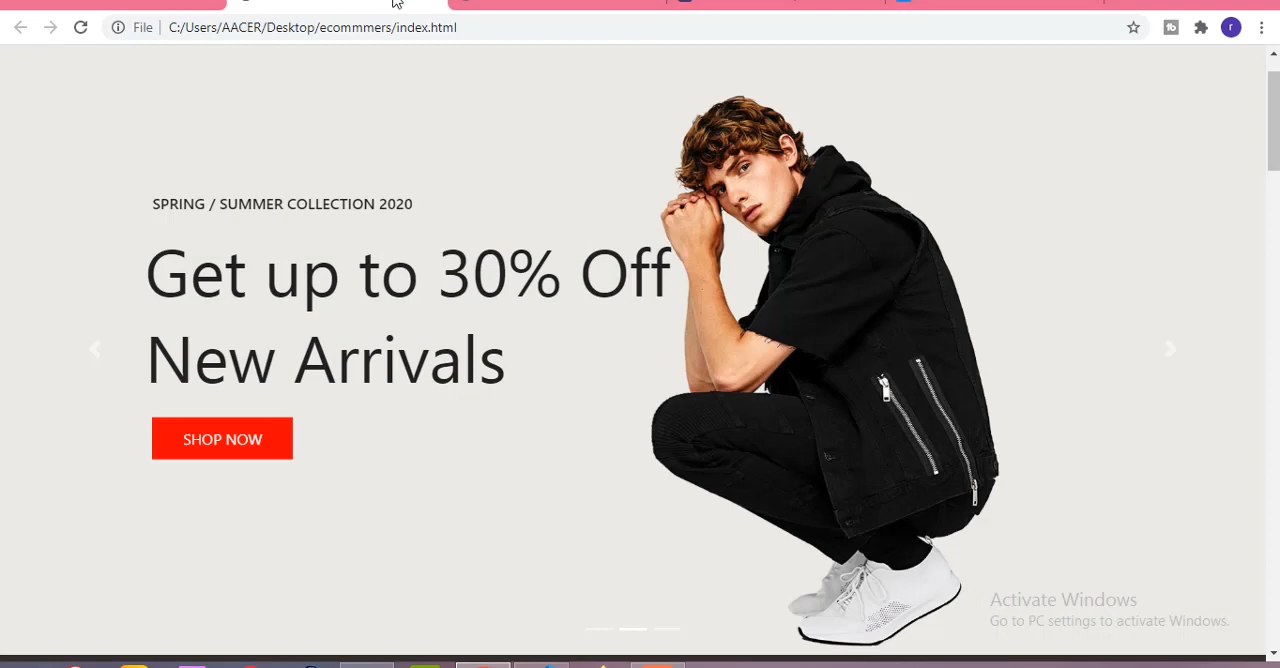 File | C:/Users/AACER/Desktop/ecommmers/index.html
r
SPRING / SUMMER COLLECTION 2020
Get up to 30% Off
New Arrivals
SHOP NOW
Activate Windows
Go to PC settings to activate Windows.